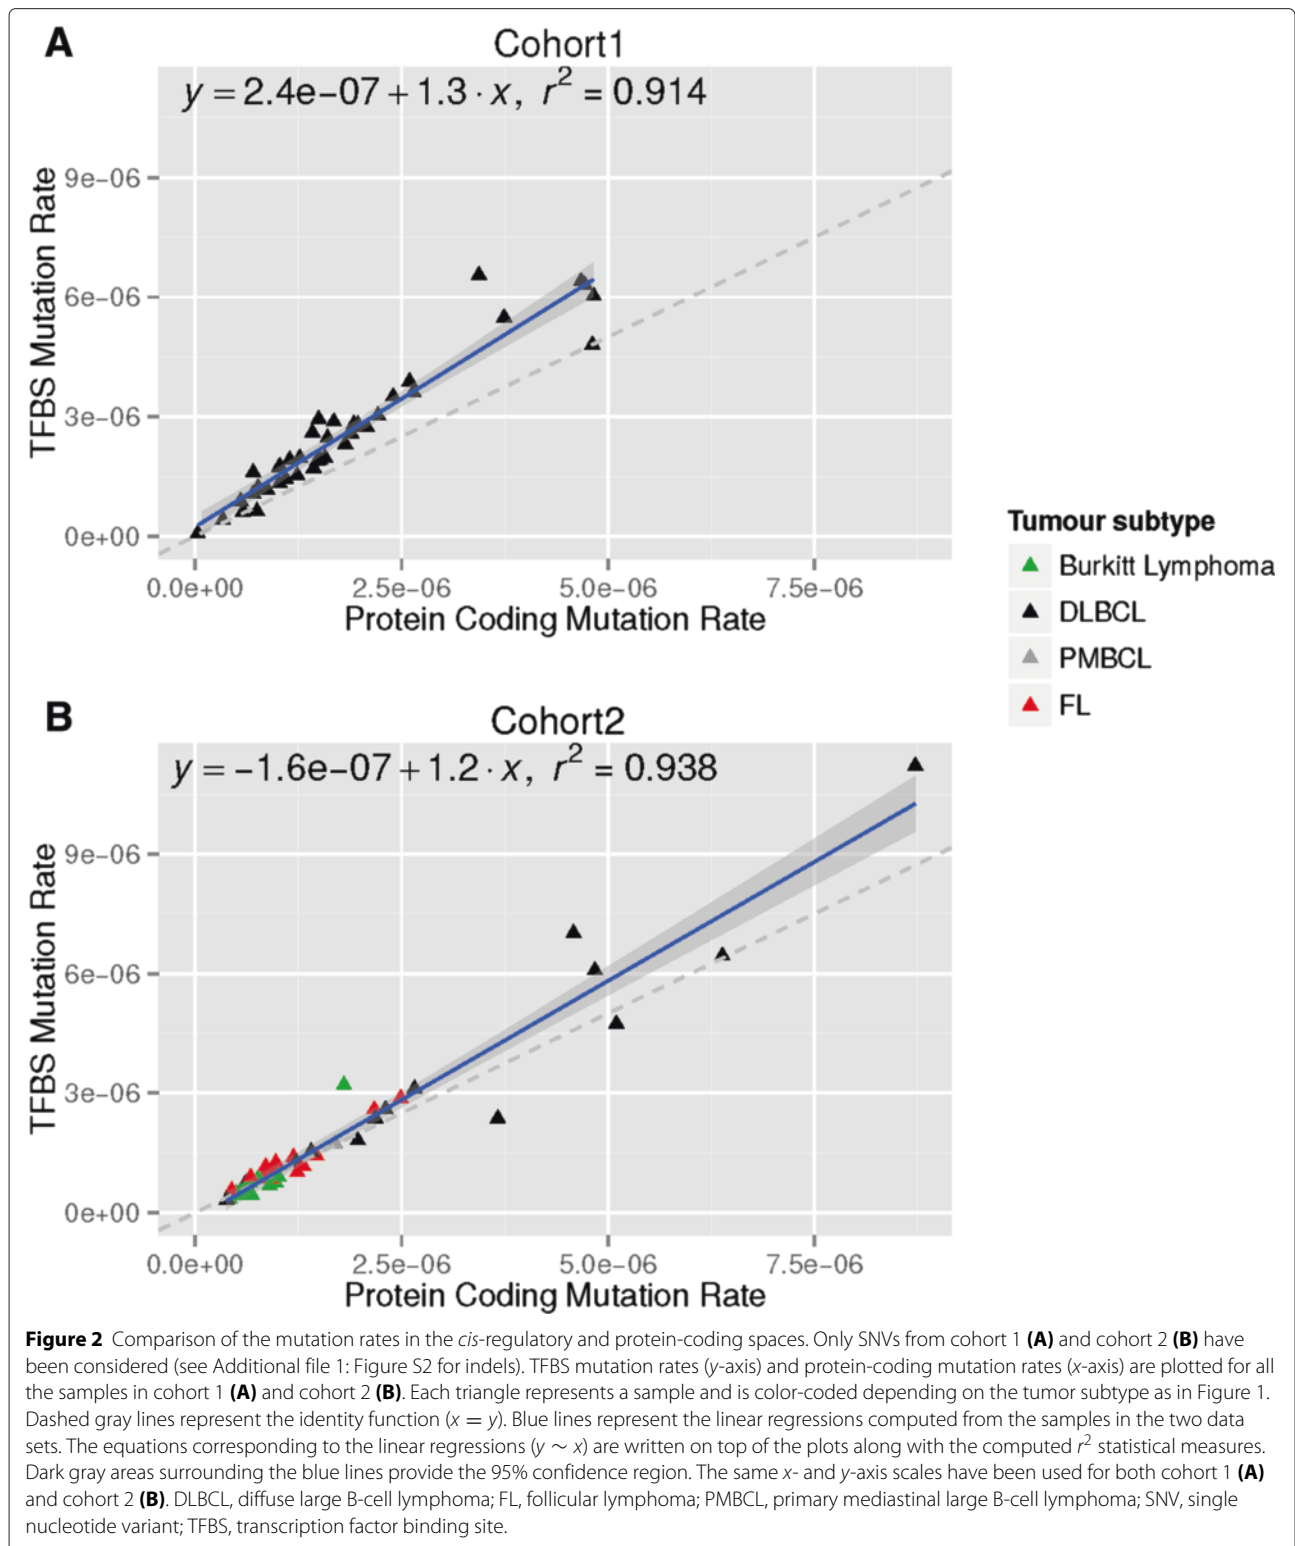 A
Cohort1
y = 2.4e−07 + 1.3 · x, r² = 0.914
TFBS Mutation Rate
9e−06
6e−06
3e−06
0e+00
0.0e+00 2.5e−06 5.0e−06 7.5e−06
Protein Coding Mutation Rate
Tumour subtype
Burkitt Lymphoma
DLBCL
PMBCL
FL
B
Cohort2
y = −1.6e−07 + 1.2 · x, r² = 0.938
TFBS Mutation Rate
9e−06
6e−06
3e−06
0e+00
0.0e+00 2.5e−06 5.0e−06 7.5e−06
Protein Coding Mutation Rate
Figure 2 Comparison of the mutation rates in the cis-regulatory and protein-coding spaces. Only SNVs from cohort 1 (A) and cohort 2 (B) have
been considered (see Additional file 1: Figure S2 for indels). TFBS mutation rates (y-axis) and protein-coding mutation rates (x-axis) are plotted for all
the samples in cohort 1 (A) and cohort 2 (B). Each triangle represents a sample and is color-coded depending on the tumor subtype as in Figure 1.
Dashed gray lines represent the identity function (x = y). Blue lines represent the linear regressions computed from the samples in the two data
sets. The equations corresponding to the linear regressions (y ∼ x) are written on top of the plots along with the computed r² statistical measures.
Dark gray areas surrounding the blue lines provide the 95% confidence region. The same x- and y-axis scales have been used for both cohort 1 (A)
and cohort 2 (B). DLBCL, diffuse large B-cell lymphoma; FL, follicular lymphoma; PMBCL, primary mediastinal large B-cell lymphoma; SNV, single
nucleotide variant; TFBS, transcription factor binding site.